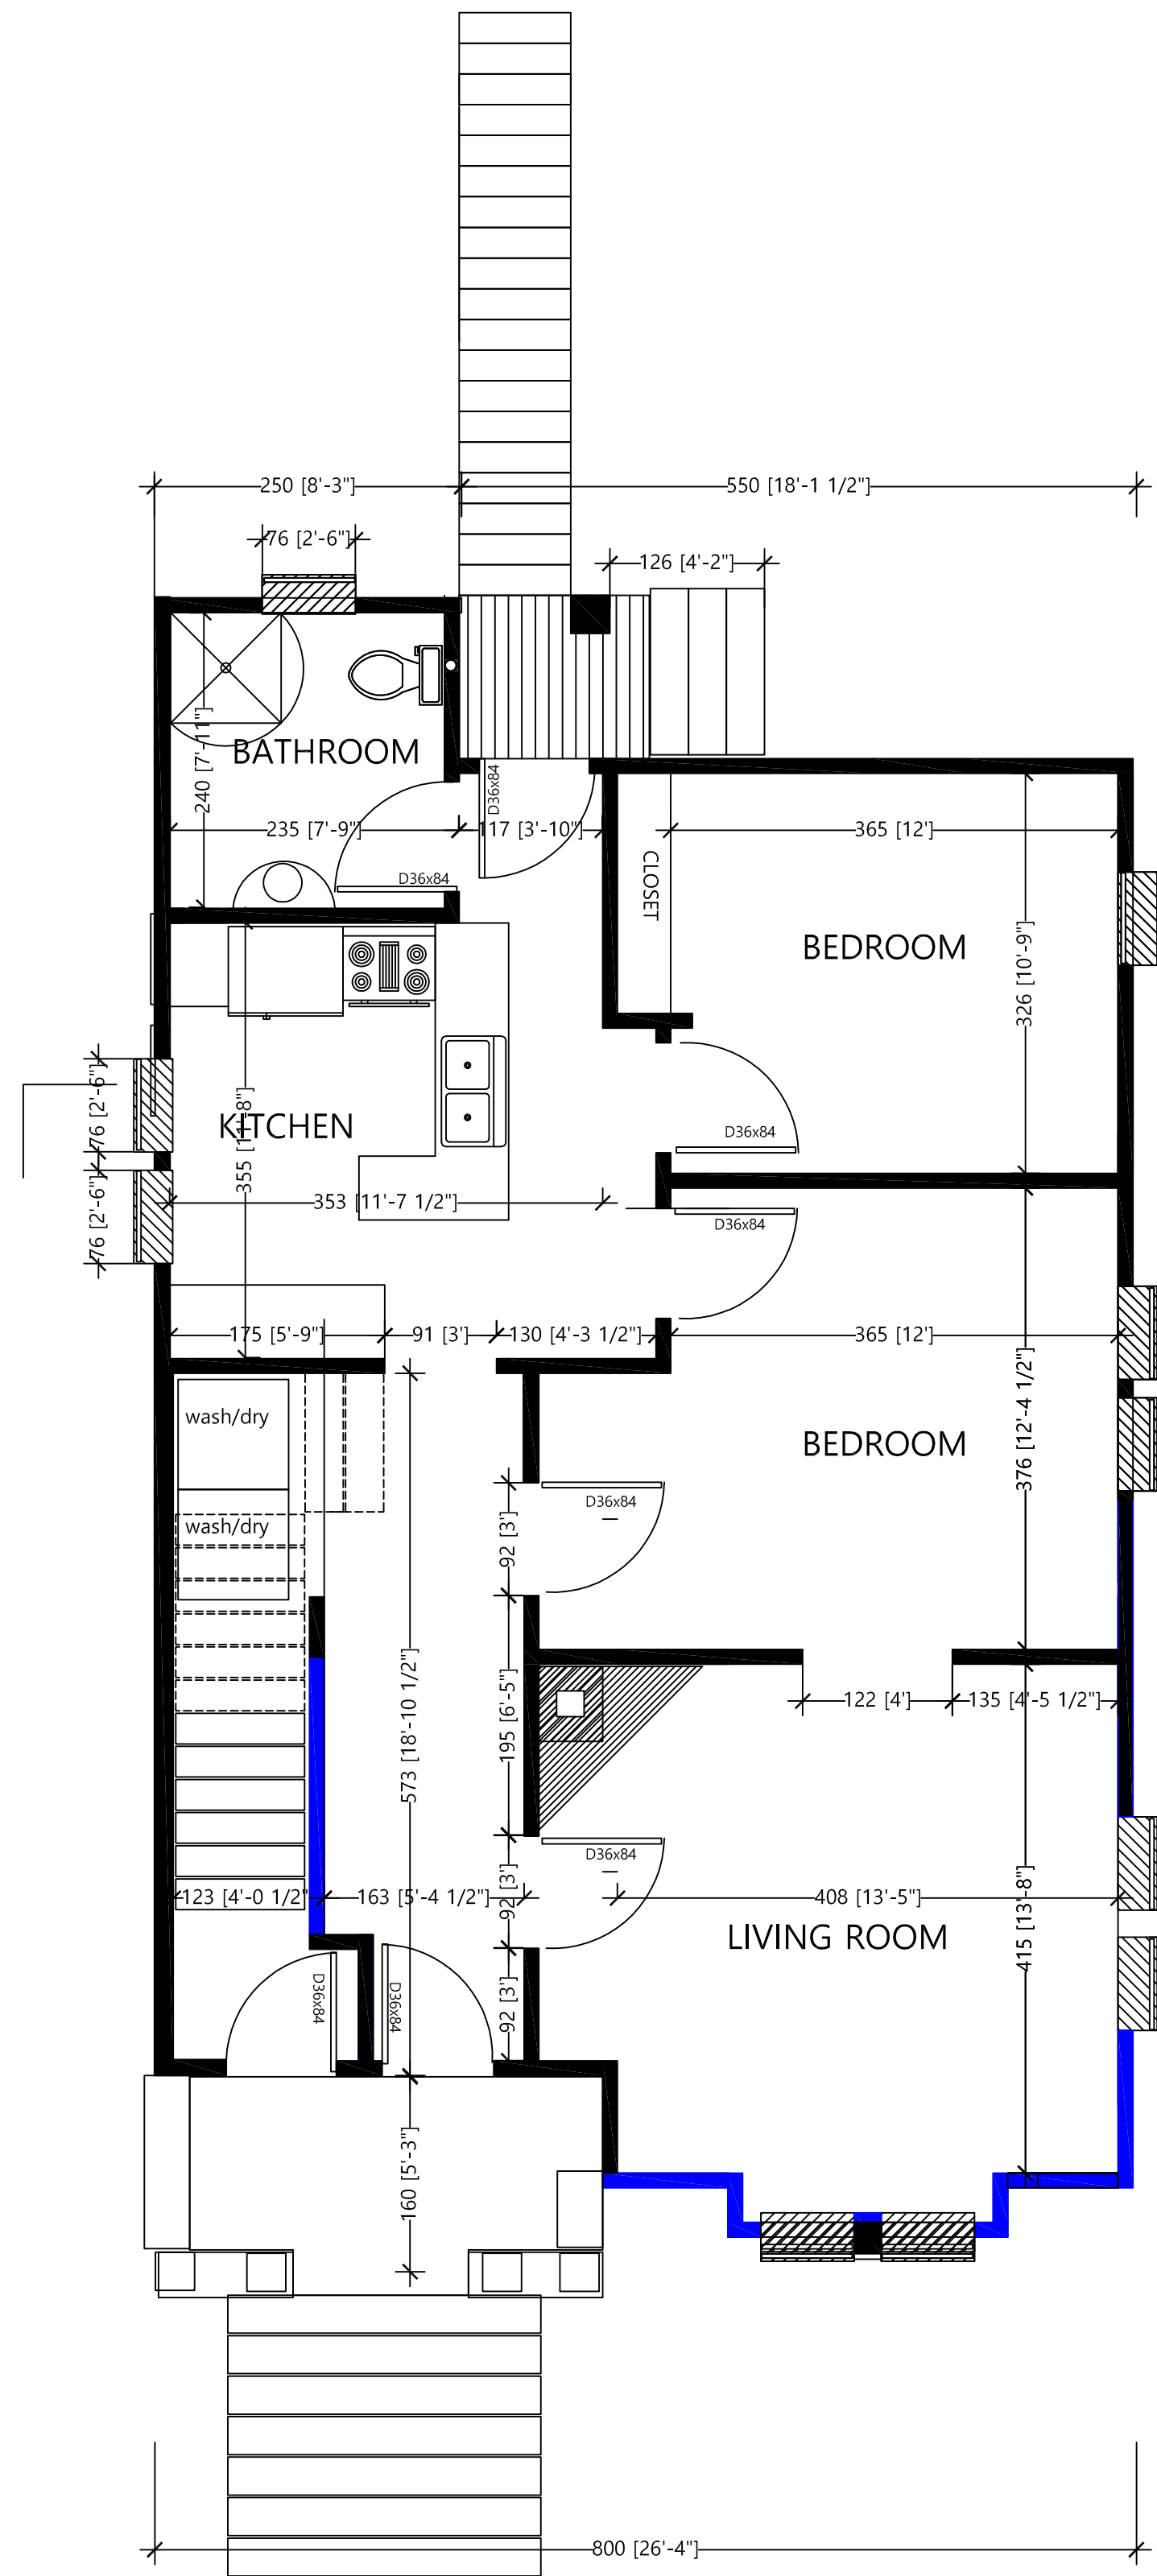 250 [8'-3"]
550 [18'-1 1/2"]
76 [2'-6"]
126 [4'-2"]
BATHROOM
240 [7'-11"]
D36x84
235 [7'-9"]
117 [3'-10"]
365 [12']
D36x84
CLOSET
BEDROOM
326 [10'-9"]
76 [2'-6"]
KITCHEN
355 [11'-8"]
D36x84
76 [2'-6"]
353 [11'-7 1/2"]
D36x84
175 [5'-9"]
91 [3']
130 [4'-3 1/2"]
365 [12']
wash/dry
376 [12'-4 1/2"]
BEDROOM
D36x84
wash/dry
92 [3']
122 [4']
135 [4'-5 1/2"]
195 [6'-5"]
573 [18'-10 1/2"]
D36x84
123 [4'-0 1/2"
163 [5'-4 1/2"]
92 [3']
408 [13'-5"]
LIVING ROOM
415 [13'-8"]
D36x84
D36x84
92 [3']
160 [5'-3"]
800 [26'-4"]